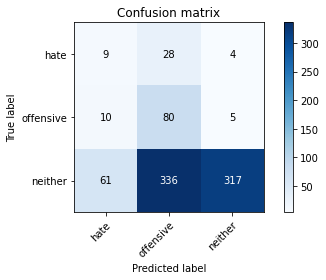 Confusion matrix
True label
hate
offensive
neither
9 28 4
10 80 5
61 336 317
hate offensive neither
Predicted label
300
250
200
150
100
50